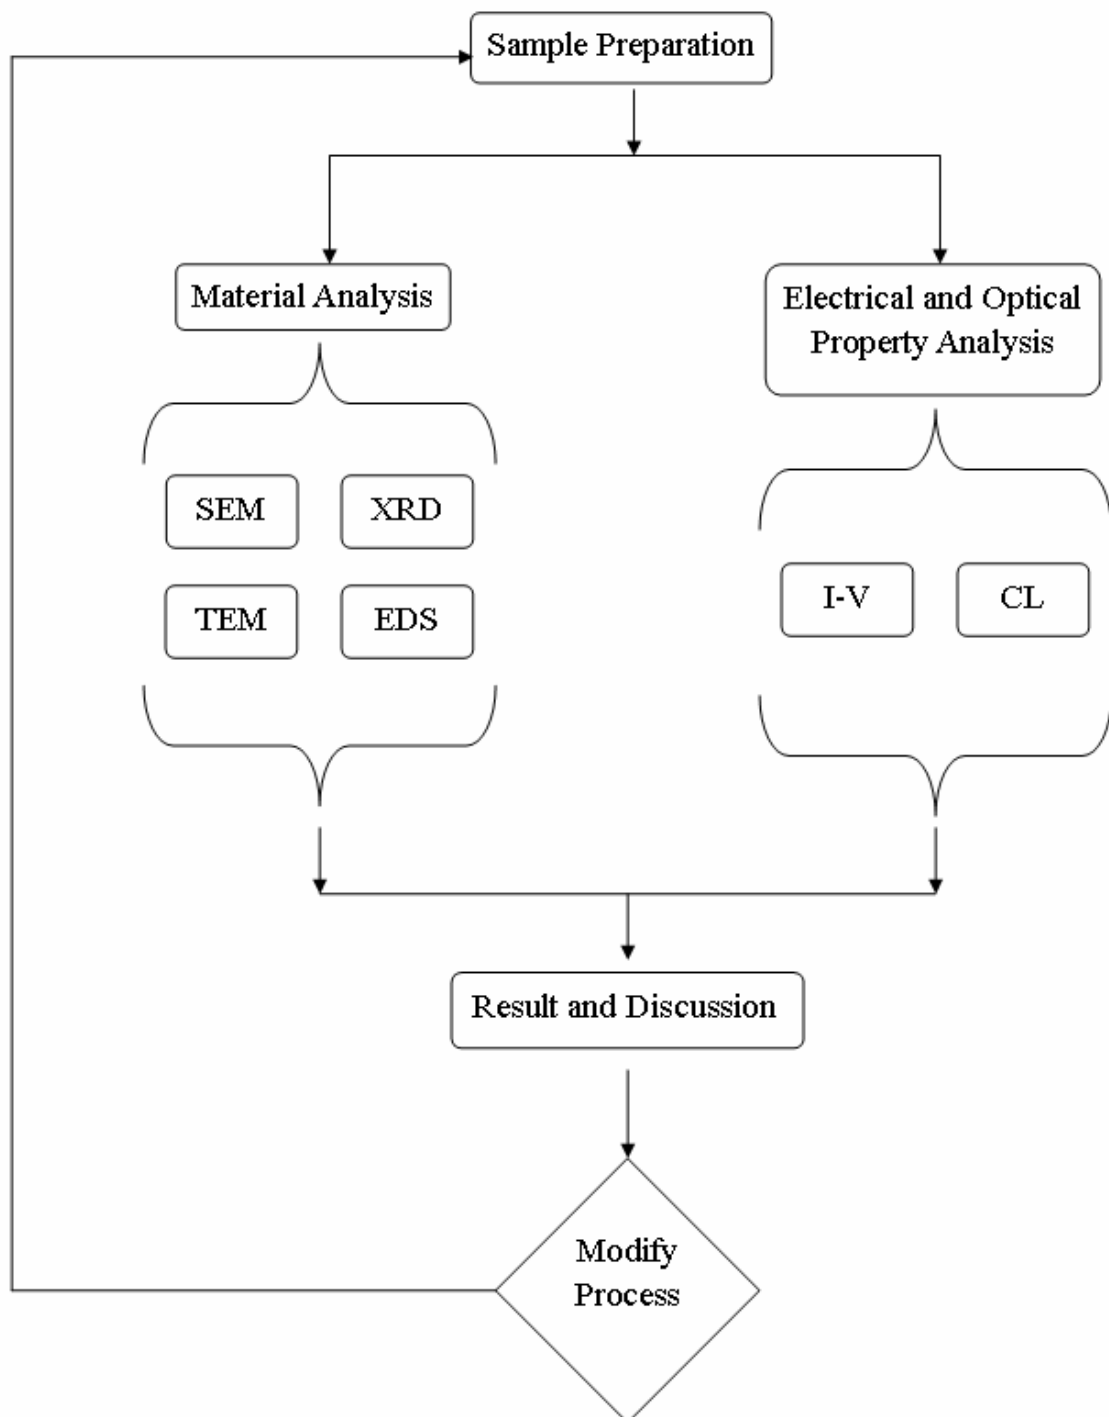 Sample Preparation
Material Analysis
Electrical and Optical
Property Analysis
SEM
XRD
TEM
EDS
I-V
CL
Result and Discussion
Modify
Process